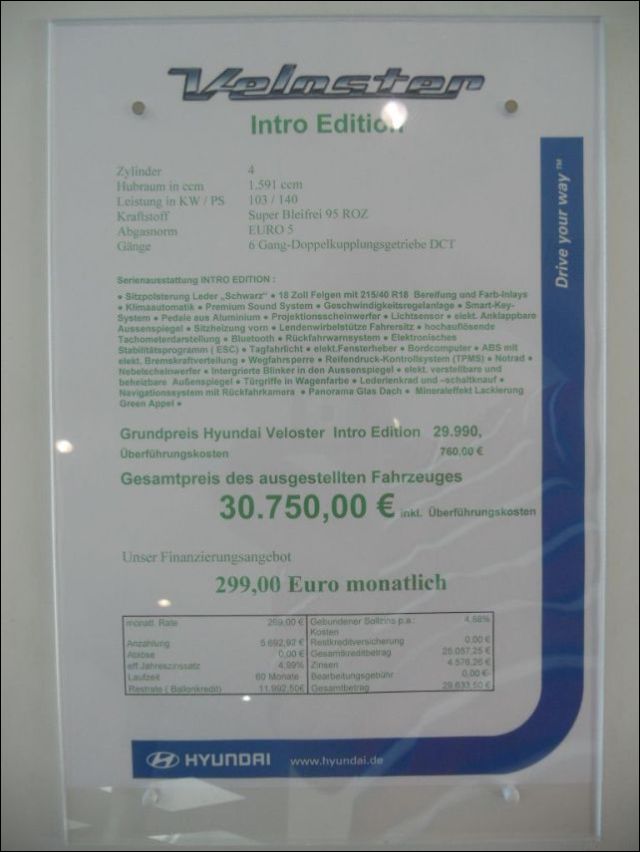 Veloster
Intro Edition
Zylinder 4
Hubraum in ccm 1.591 ccm
Leistung in KW / PS 103 / 140
Kraftstoff Super Bleifrei 95 ROZ
Abgasnorm EURO 5
Gänge 6 Gang-Doppelkupplungsgetriebe DCT
Drive your way™
Serienausstattung INTRO EDITION :
• Sitzpolsterung Leder „Schwarz" • 18 Zoll Felgen mit 215/40 R18 Bereifung und Farb-Inlays
• Klimaautomatik • Premium Sound System • Geschwindigkeitsregelanlage • Smart-Key-
System • Pedale aus Aluminium • Projektionsscheinwerfer • Lichtsensor • elekt. Anklappbare
Aussenspiegel • Sitzheizung vorn • Lendenwirbelstütze Fahrersitz • hochauflösende
Tachometerdarstellung • Bluetooth • Rückfahrwarnsystem • Elektronisches
Stabilitätsprogramm ( ESC) • Tagfahrlicht • elekt.Fensterheber • Bordcomputer • ABS mit
elekt. Bremskraftverteilung • Wegfahrsperre • Reifendruck-Kontrollsystem (TPMS) • Notrad •
Nebelscheinwerfer • Intergrierte Blinker in den Aussenspiegel • elekt. verstellbare und
beheizbare Außenspiegel • Türgriffe in Wagenfarbe • Lederlenkrad und –schaltknauf •
Navigationssystem mit Rückfahrkamera • Panorama Glas Dach • Mineraleffekt Lackierung
Green Appel •
Grundpreis Hyundai Veloster Intro Edition 29.990,
Überführungskosten 760,00 €
Gesamtpreis des ausgestellten Fahrzeuges
30.750,00 € inkl. Überführungskosten
Unser Finanzierungsangebot
299,00 Euro monatlich
monatl. Rate 269,00 € Gebundener Sollzins p.a.: 4,88%
Kosten
Anzahlung 5.692,92 € Restkreditversicherung 0,00 €
Ablöse 0,00 € Gesamtkreditbetrag 25.057,25 €
eff.Jahreszinssatz 4,99% Zinsen 4.576,25 €
Laufzeit 60 Monate Bearbeitungsgebühr 0,00 €
Restrate ( Ballonkredit) 11.992,50€ Gesamtbetrag 29.633,50 €
HYUNDAI www.hyundai.de